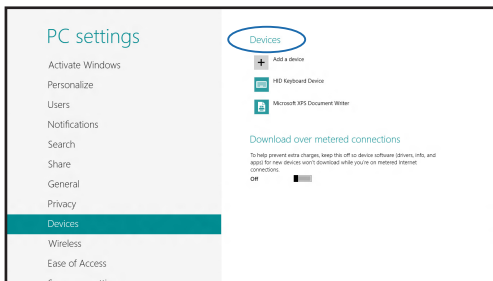 PC settings
Activate Windows
Personalize
Users
Notifications
Search
Share
General
Privacy
Devices
Wireless
Ease of Access
Devices
Add a device
HID Keyboard Device
Microsoft XPS Document Writer
Download over metered connections
To help prevent extra charges, keep this off so device software (drivers, info, and
apps) for new devices won't download while you're on metered Internet
connections.
Off